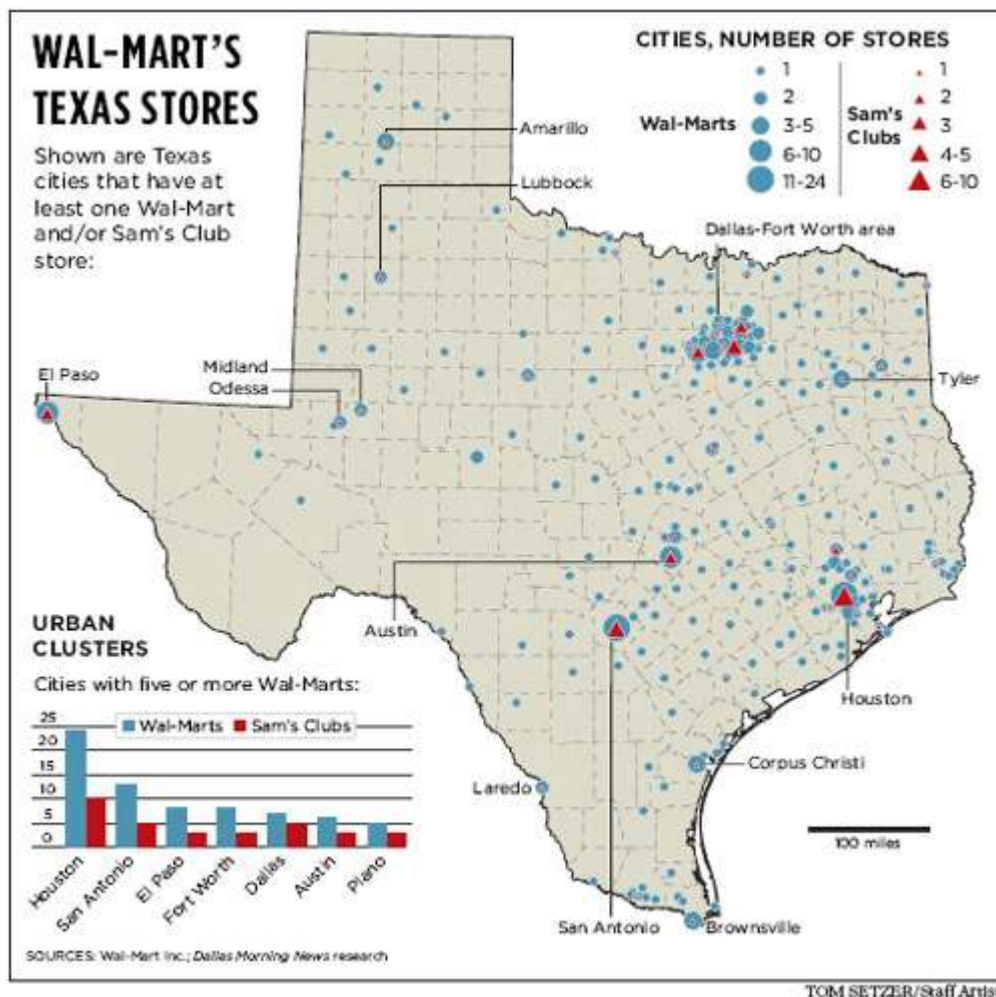 WAL-MART'S
TEXAS STORES
Shown are Texas
cities that have at
least one Wal-Mart
and/or Sam's Club
store:
CITIES, NUMBER OF STORES
Wal-Marts
1
2
3-5
6-10
11-24
Sam's
Clubs
1
2
3
4-5
6-10
Amarillo
Lubbock
Dallas-Fort Worth area
Midland
Odessa
El Paso
Tyler
Austin
Houston
Corpus Christi
Laredo
100 miles
San Antonio
Brownsville
URBAN
CLUSTERS
Cities with five or more Wal-Marts:
Wal-Marts
Sam's Clubs
25
20
15
10
5
0
Houston
San Antonio
El Paso
Fort Worth
Dallas
Austin
Plano
SOURCES: Wal-Mart Inc.; Dallas Morning News research
TOM SETZER/Staff Artist